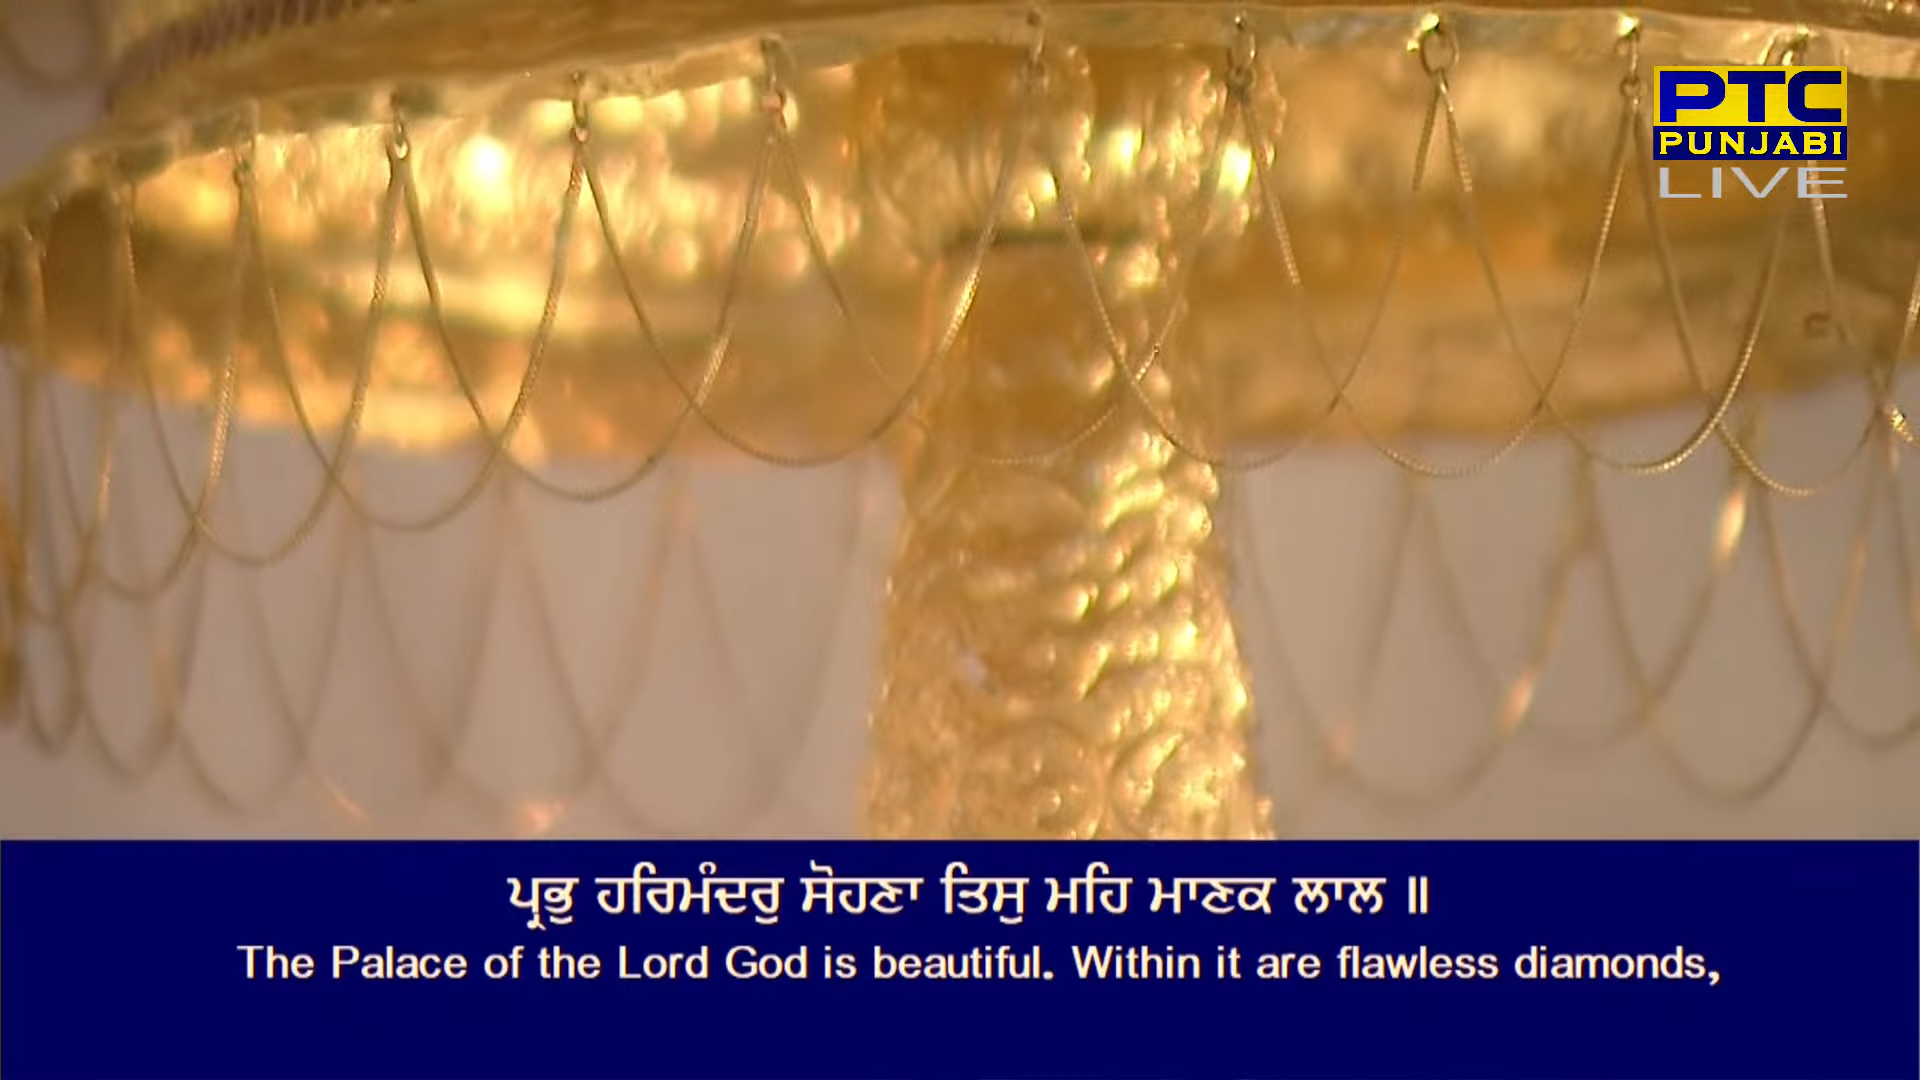 PTC
PUNJABI
LIVE
ਪ੍ਰਭੁ ਹਰਿਮੰਦਰੁ ਸੋਹਣਾ ਤਿਸੁ ਮਹਿ ਮਾਣਕ ਲਾਲ ॥
The Palace of the Lord God is beautiful. Within it are flawless diamonds,